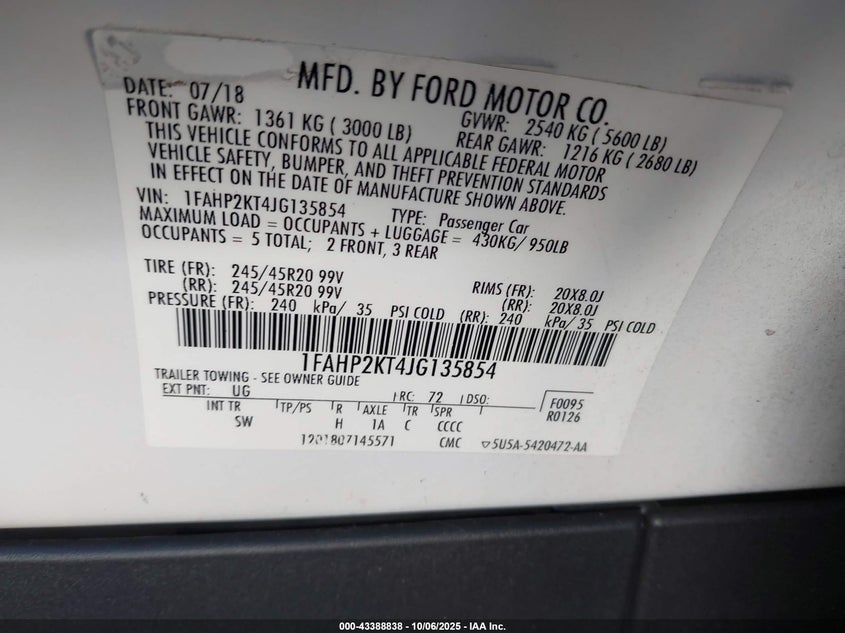 MFD. BY FORD MOTOR CO.
DATE: 07/18
GVWR: 2540 KG ( 5600 LB)
FRONT GAWR: 1361 KG ( 3000 LB)
REAR GAWR: 1216 KG ( 2680 LB)
THIS VEHICLE CONFORMS TO ALL APPLICABLE FEDERAL MOTOR
VEHICLE SAFETY, BUMPER, AND THEFT PREVENTION STANDARDS
IN EFFECT ON THE DATE OF MANUFACTURE SHOWN ABOVE.
VIN: 1FAHP2KT4JG135854 TYPE: Passenger Car
MAXIMUM LOAD = OCCUPANTS + LUGGAGE = 430KG/ 950LB
OCCUPANTS = 5 TOTAL; 2 FRONT, 3 REAR
TIRE (FR): 245/45R20 99V RIMS (FR): 20X8.0J
(RR): 245/45R20 99V (RR): 20X8.0J
PRESSURE (FR): 240 kPa/ 35 PSI COLD (RR): 240 kPa/ 35 PSI COLD
1FAHP2KT4JG135854
TRAILER TOWING - SEE OWNER GUIDE
EXT PNT: UG RC: 72 DSO: F0095
R0126
INT TR TP/PS R AXLE TR SPR
SW H 1A C CCCC
1201807145571 CMC ▽5U5A-5420472-AA
000-43388838 - 10/06/2025 - IAA Inc.